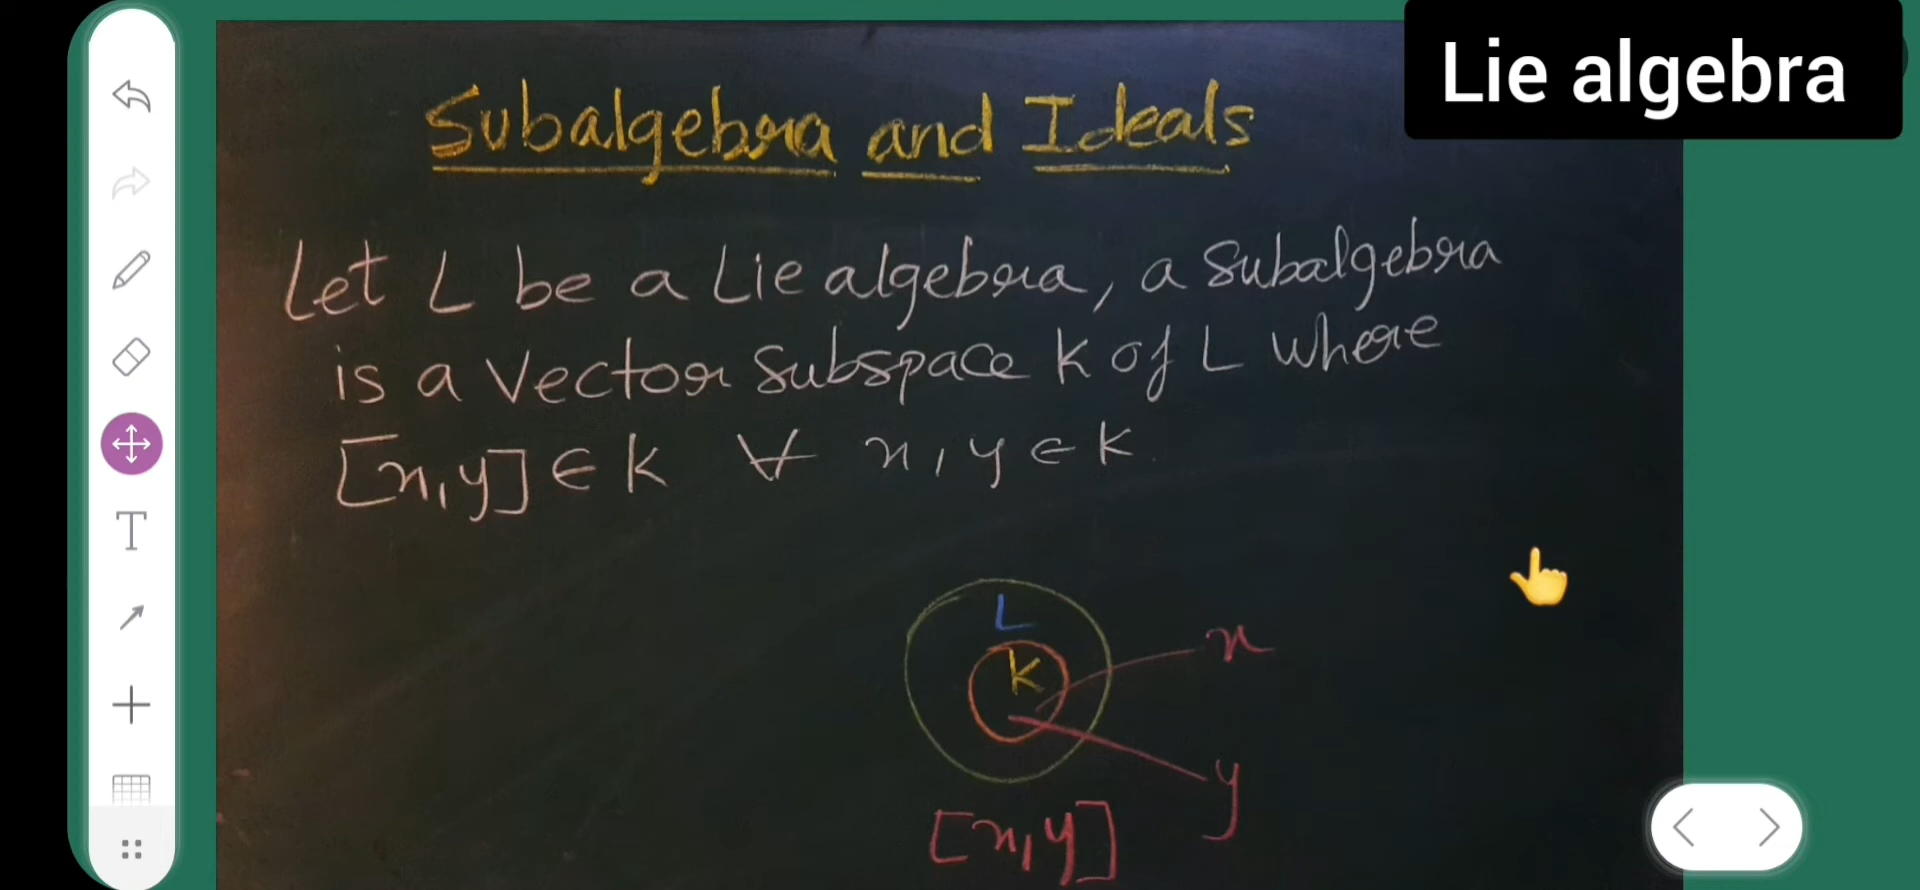 Lie algebra
Subalgebra and Ideals
Let L be a Lie algebra, a subalgebra
is a Vector Subspace K of L where
[x,y] ∈ K ∀ x, y ∈ K
L
K
x
y
[x,y]
T